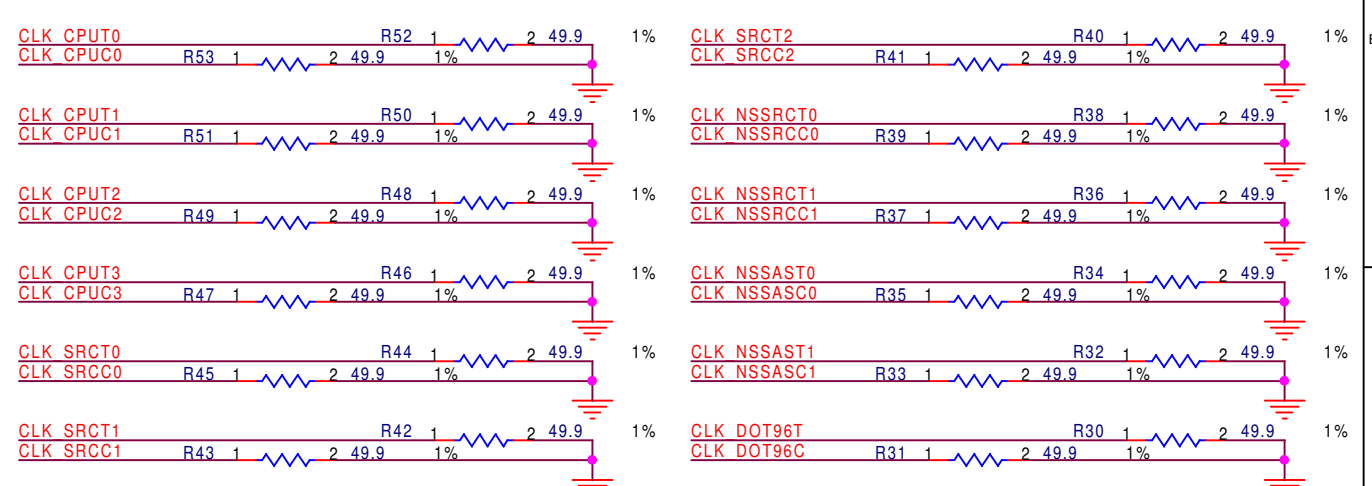 CLK_CPUT0 R52 1 2 49.9 1%
CLK_CPUC0 R53 1 2 49.9 1%
CLK_CPUT1 R50 1 2 49.9 1%
CLK_CPUC1 R51 1 2 49.9 1%
CLK_CPUT2 R48 1 2 49.9 1%
CLK_CPUC2 R49 1 2 49.9 1%
CLK_CPUT3 R46 1 2 49.9 1%
CLK_CPUC3 R47 1 2 49.9 1%
CLK_SRCT0 R44 1 2 49.9 1%
CLK_SRCC0 R45 1 2 49.9 1%
CLK_SRCT1 R42 1 2 49.9 1%
CLK_SRCC1 R43 1 2 49.9 1%
CLK_SRCT2 R40 1 2 49.9 1%
CLK_SRCC2 R41 1 2 49.9 1%
CLK_NSSRCT0 R38 1 2 49.9 1%
CLK_NSSRCC0 R39 1 2 49.9 1%
CLK_NSSRCT1 R36 1 2 49.9 1%
CLK_NSSRCC1 R37 1 2 49.9 1%
CLK_NSSAST0 R34 1 2 49.9 1%
CLK_NSSASC0 R35 1 2 49.9 1%
CLK_NSSAST1 R32 1 2 49.9 1%
CLK_NSSASC1 R33 1 2 49.9 1%
CLK_DOT96T R30 1 2 49.9 1%
CLK_DOT96C R31 1 2 49.9 1%